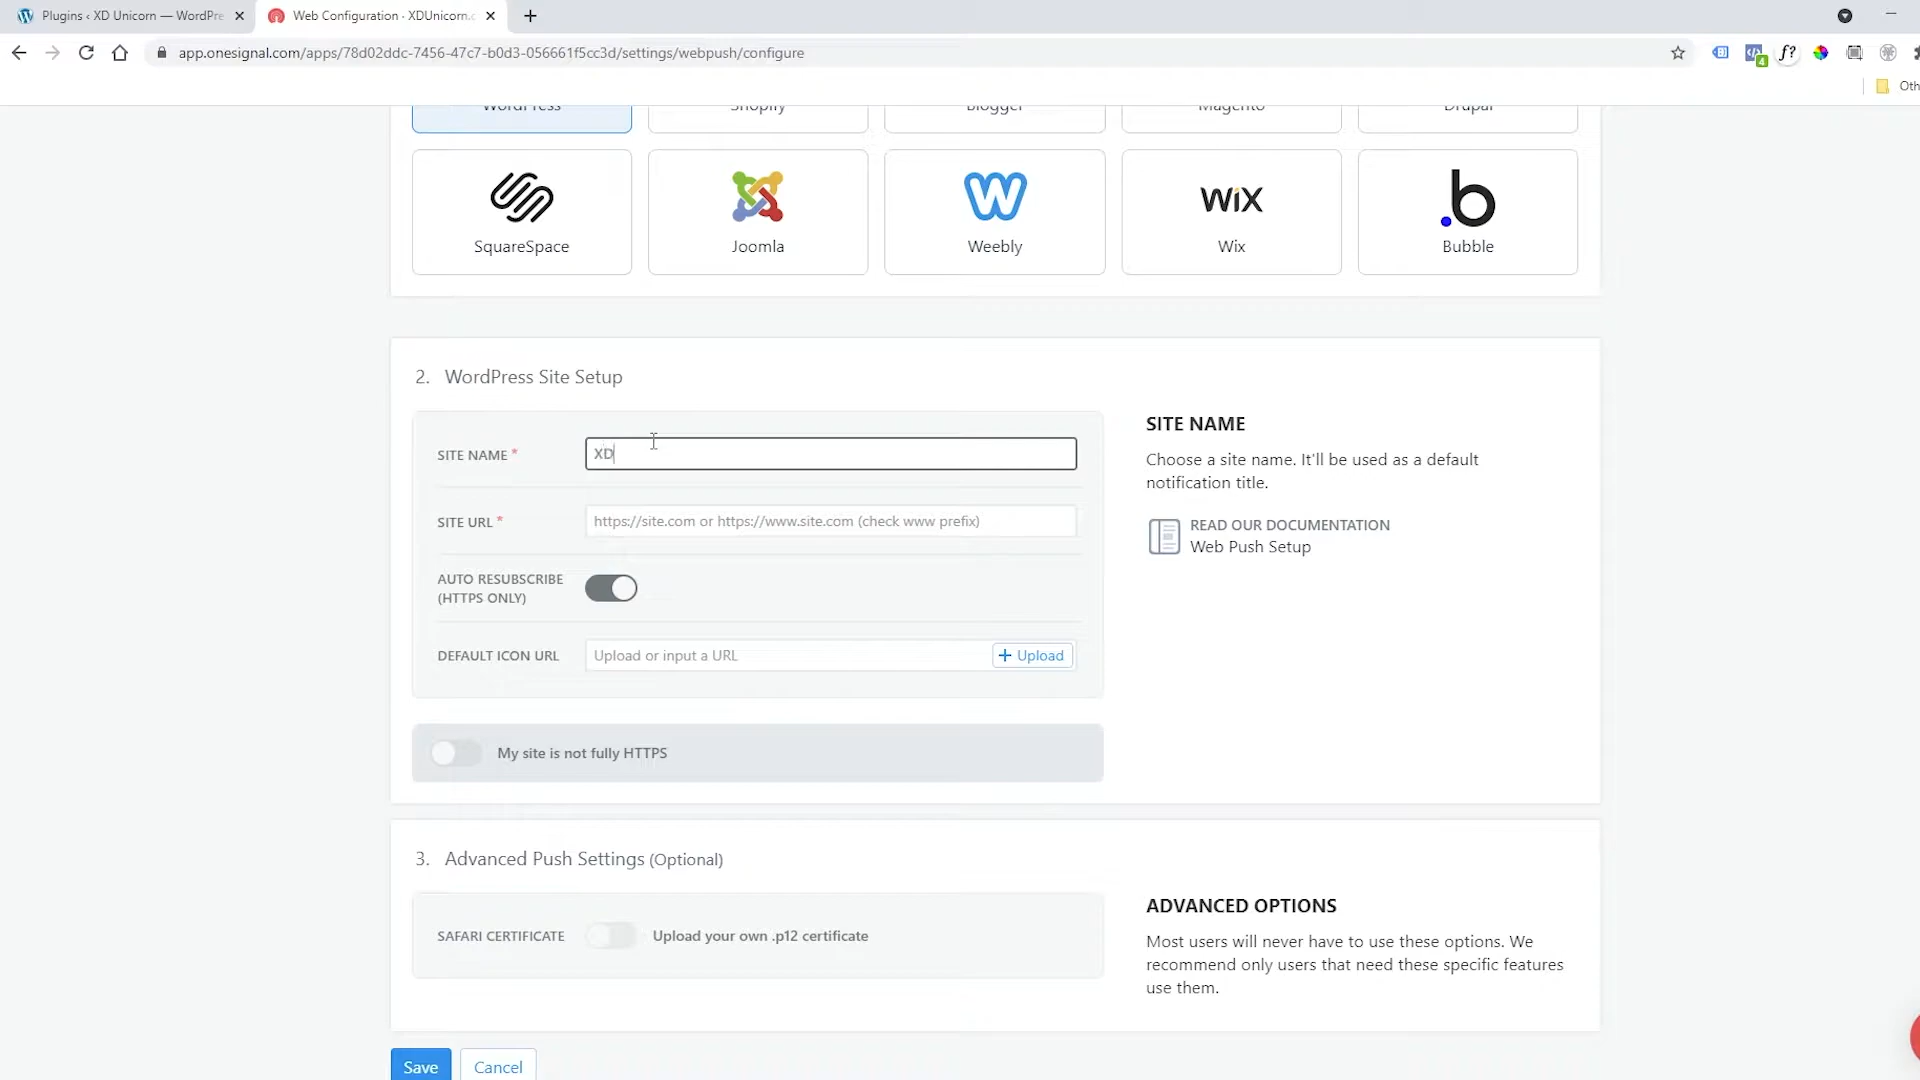 Plugins ‹ XD Unicorn — WordPre
Web Configuration · XDUnicorn.c
app.onesignal.com/apps/78d02ddc-7456-47c7-b0d3-056661f5cc3d/settings/webpush/configure
4
f?
Oth
WordPress
Shopify
Blogger
Magento
Drupal
WiX
SquareSpace
Joomla
Weebly
Wix
Bubble
2. WordPress Site Setup
SITE NAME *
XD
SITE URL *
https://site.com or https://www.site.com (check www prefix)
AUTO RESUBSCRIBE
(HTTPS ONLY)
DEFAULT ICON URL
Upload or input a URL
+ Upload
My site is not fully HTTPS
SITE NAME
Choose a site name. It'll be used as a default
notification title.
READ OUR DOCUMENTATION
Web Push Setup
3. Advanced Push Settings (Optional)
SAFARI CERTIFICATE
Upload your own .p12 certificate
ADVANCED OPTIONS
Most users will never have to use these options. We
recommend only users that need these specific features
use them.
Save
Cancel